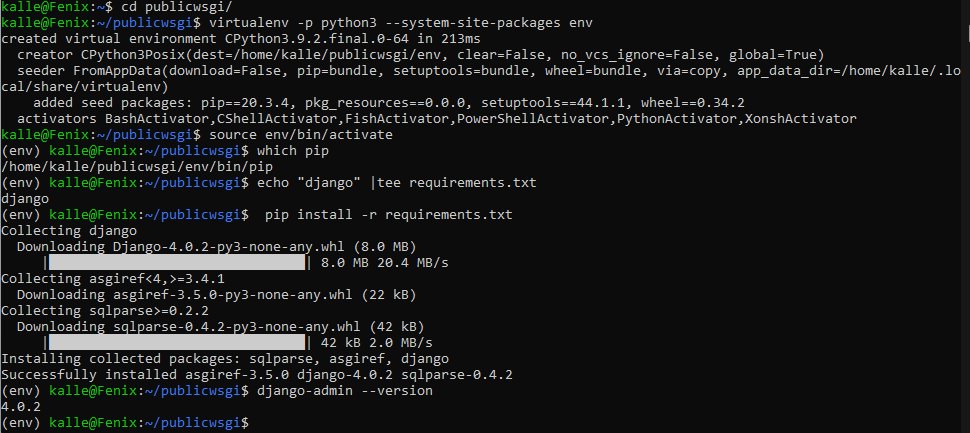 kalle@Fenix:~$ cd publicwsgi/
kalle@Fenix:~/publicwsgi$ virtualenv -p python3 --system-site-packages env
created virtual environment CPython3.9.2.final.0-64 in 213ms
  creator CPython3Posix(dest=/home/kalle/publicwsgi/env, clear=False, no_vcs_ignore=False, global=True)
  seeder FromAppData(download=False, pip=bundle, setuptools=bundle, wheel=bundle, via=copy, app_data_dir=/home/kalle/.lo
cal/share/virtualenv)
    added seed packages: pip==20.3.4, pkg_resources==0.0.0, setuptools==44.1.1, wheel==0.34.2
  activators BashActivator,CShellActivator,FishActivator,PowerShellActivator,PythonActivator,XonshActivator
kalle@Fenix:~/publicwsgi$ source env/bin/activate
(env) kalle@Fenix:~/publicwsgi$ which pip
/home/kalle/publicwsgi/env/bin/pip
(env) kalle@Fenix:~/publicwsgi$ echo "django" |tee requirements.txt
django
(env) kalle@Fenix:~/publicwsgi$  pip install -r requirements.txt
Collecting django
  Downloading Django-4.0.2-py3-none-any.whl (8.0 MB)
     |████████████████████████████████| 8.0 MB 20.4 MB/s
Collecting asgiref<4,>=3.4.1
  Downloading asgiref-3.5.0-py3-none-any.whl (22 kB)
Collecting sqlparse>=0.2.2
  Downloading sqlparse-0.4.2-py3-none-any.whl (42 kB)
     |████████████████████████████████| 42 kB 2.0 MB/s
Installing collected packages: sqlparse, asgiref, django
Successfully installed asgiref-3.5.0 django-4.0.2 sqlparse-0.4.2
(env) kalle@Fenix:~/publicwsgi$ django-admin --version
4.0.2
(env) kalle@Fenix:~/publicwsgi$